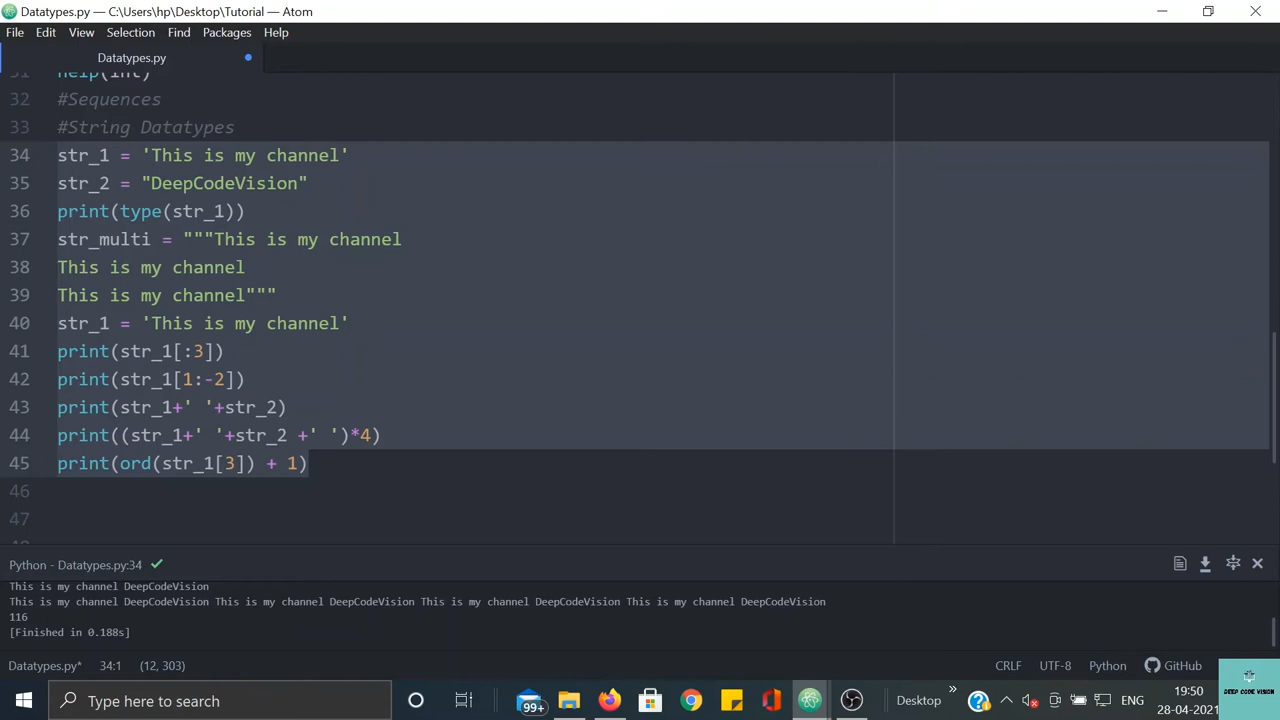 Datatypes.py — C:\Users\hp\Desktop\Tutorial — Atom
File Edit View Selection Find Packages Help
Datatypes.py
31 help(int)
32 #Sequences
33 #String Datatypes
34 str_1 = 'This is my channel'
35 str_2 = "DeepCodeVision"
36 print(type(str_1))
37 str_multi = """This is my channel
38 This is my channel
39 This is my channel"""
40 str_1 = 'This is my channel'
41 print(str_1[:3])
42 print(str_1[1:-2])
43 print(str_1+' '+str_2)
44 print((str_1+' '+str_2 +' ')*4)
45 print(ord(str_1[3]) + 1)
46
47
Python - Datatypes.py:34
This is my channel DeepCodeVision
This is my channel DeepCodeVision This is my channel DeepCodeVision This is my channel DeepCodeVision This is my channel DeepCodeVision
116
[Finished in 0.188s]
Datatypes.py* 34:1 (12, 303) CRLF UTF-8 Python GitHub
Type here to search 99+ Desktop ENG 19:50
28-04-2021
DEEP CODE VISION